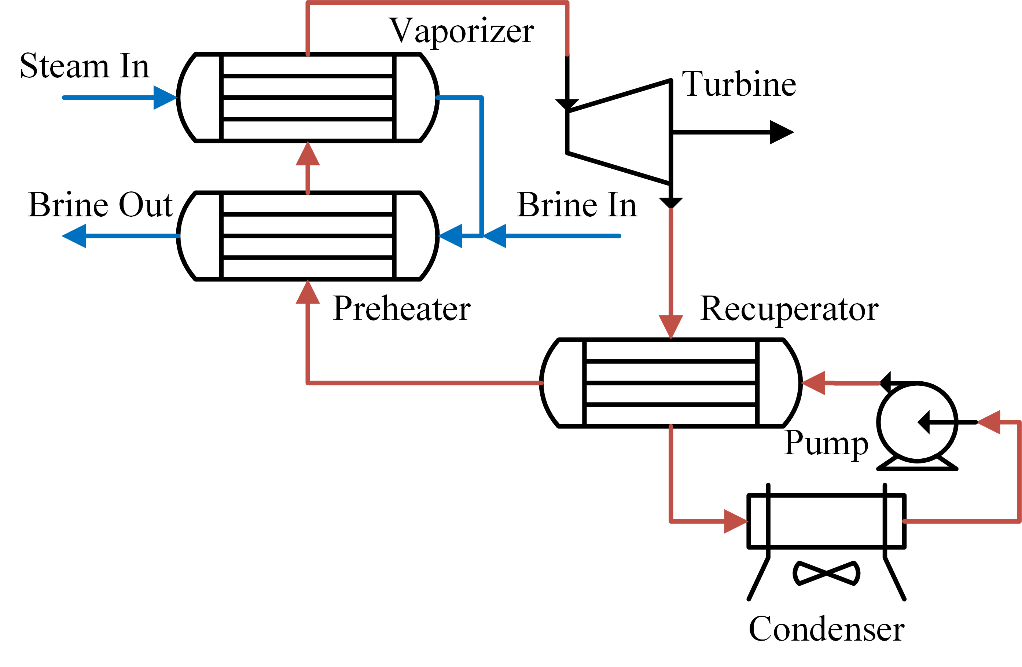 Vaporizer
Steam In
Turbine
Brine Out
Brine In
Preheater
Recuperator
Pump
Condenser